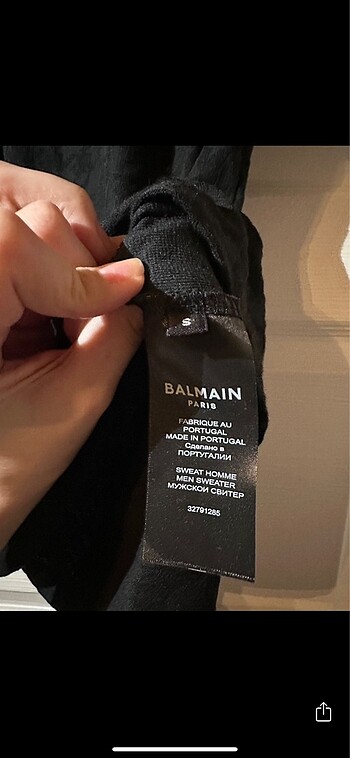 S
BALMAIN
PARIS
FABRIQUE AU
PORTUGAL
MADE IN PORTUGAL
Сделано в
ПОРТУГАЛИИ
SWEAT HOMME
MEN SWEATER
МУЖСКОЙ СВИТЕР
32791285